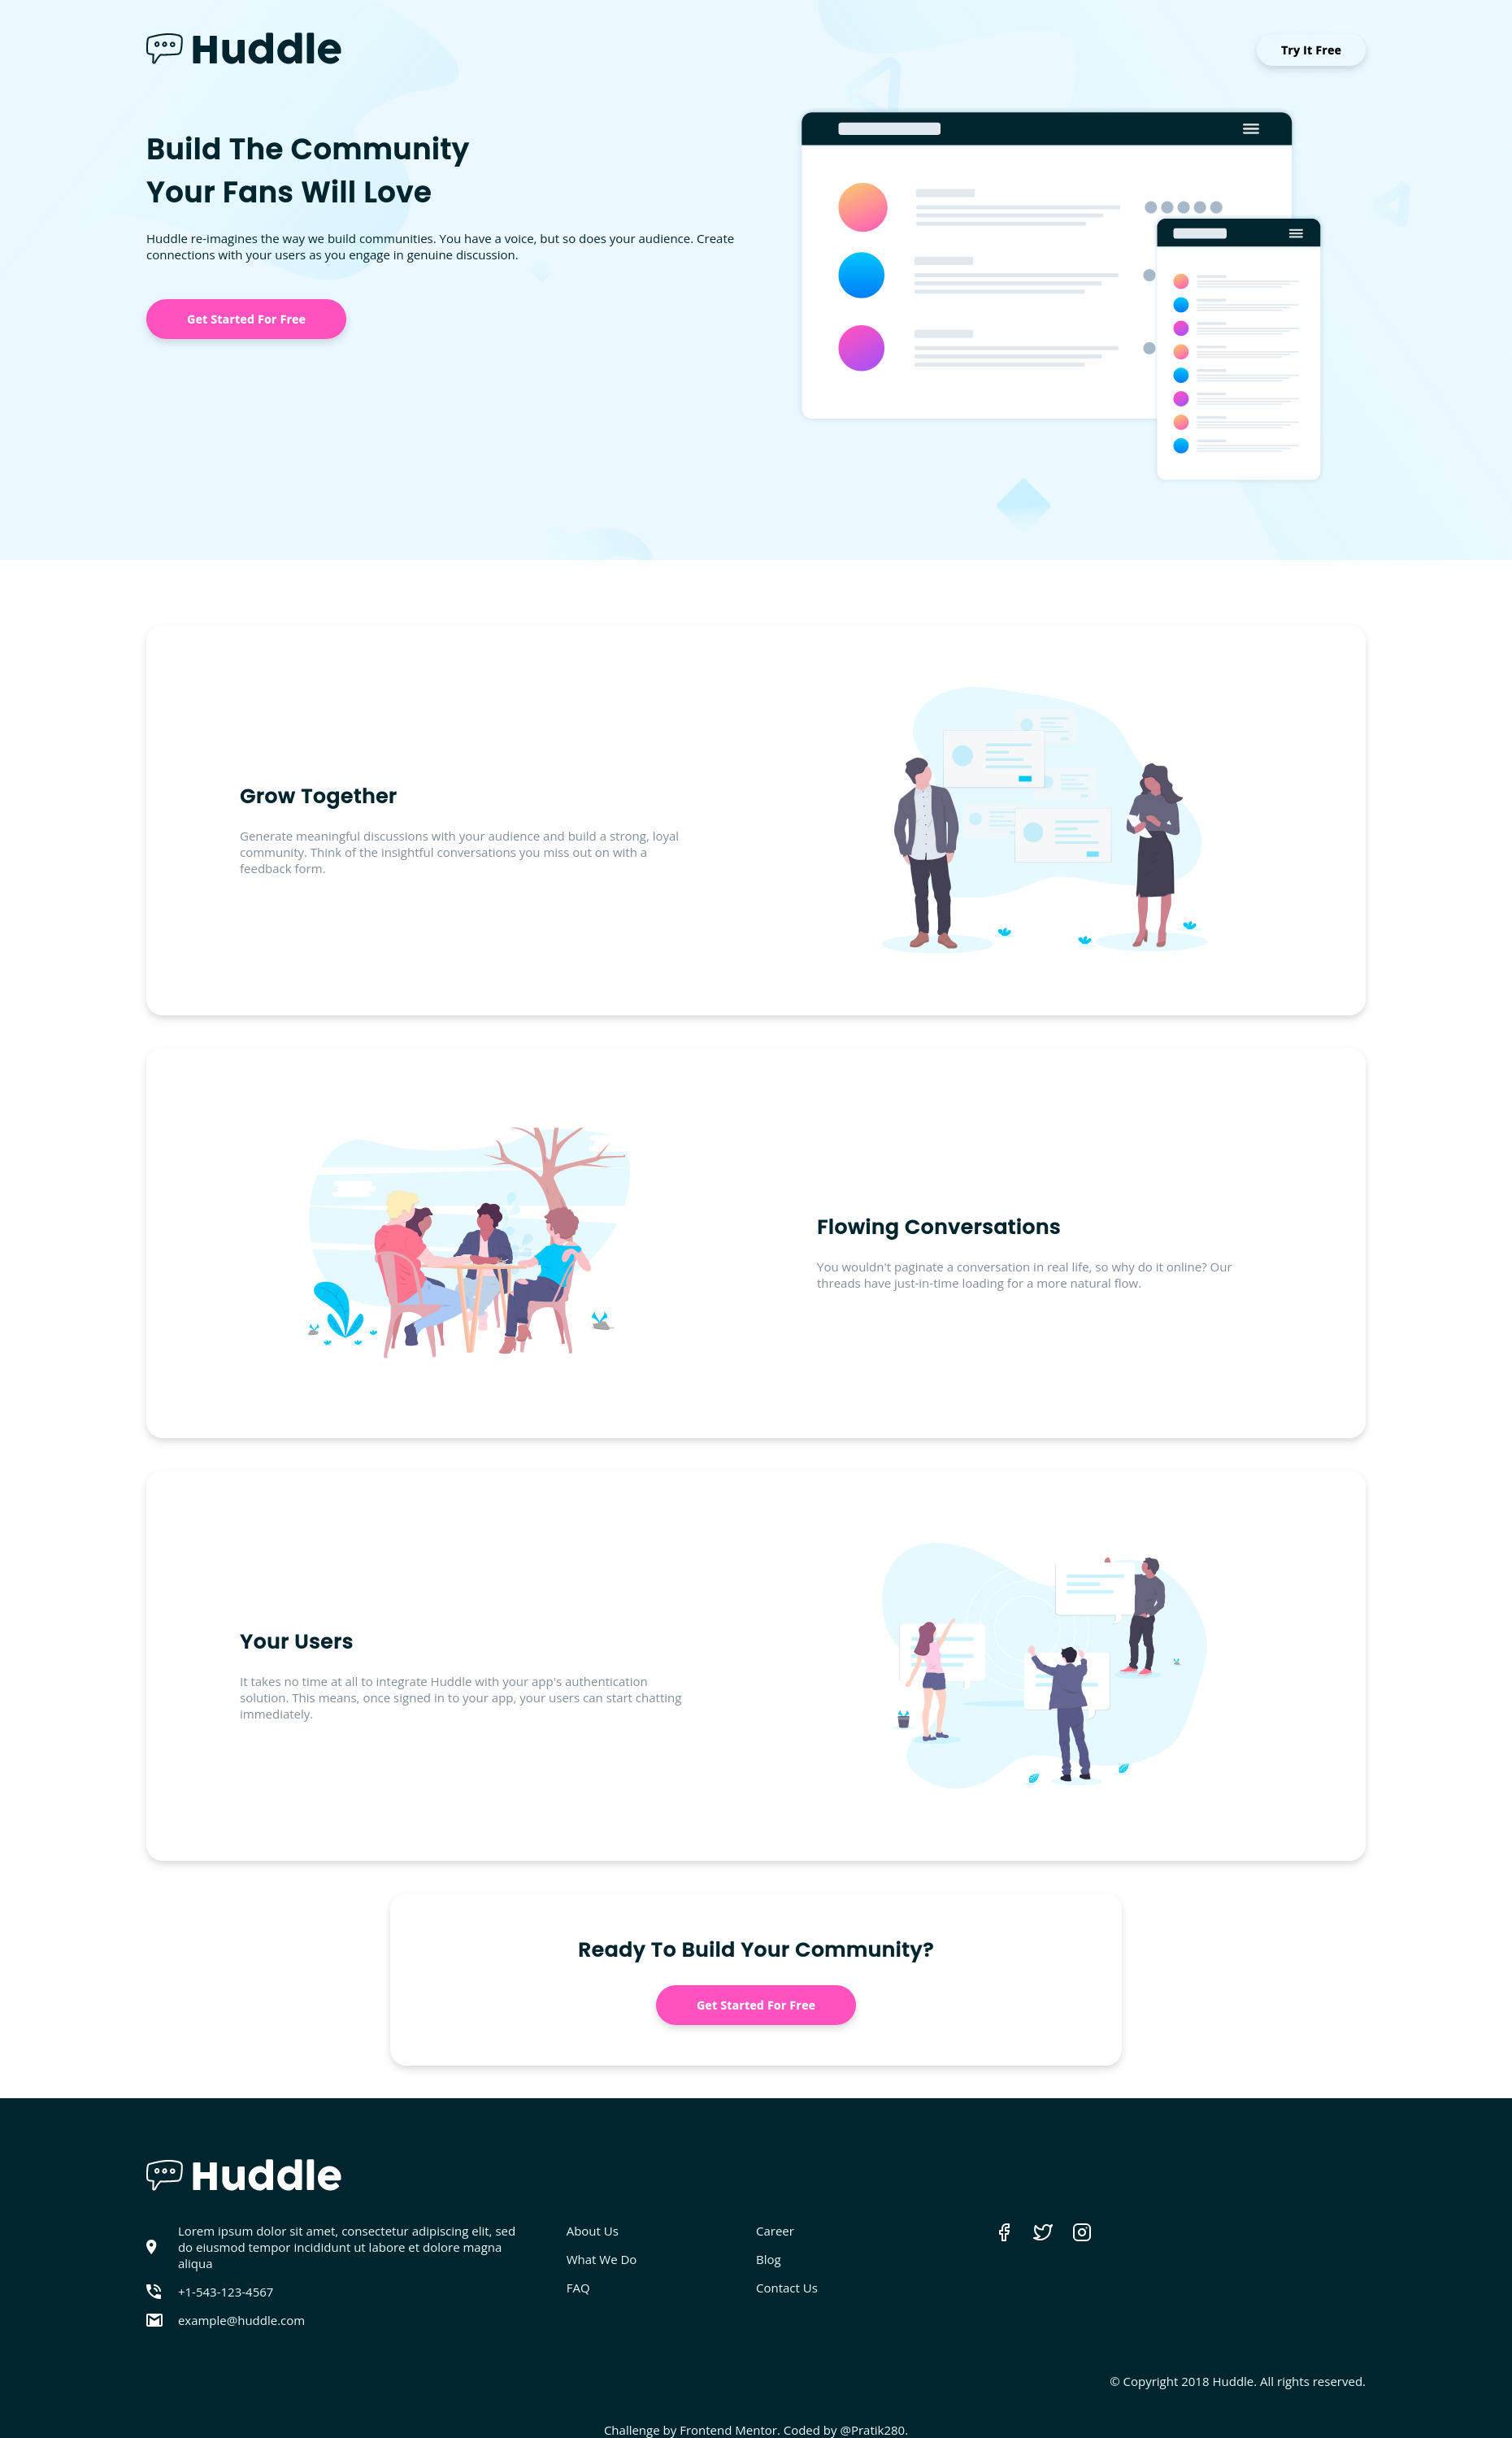 Huddle
Try It Free
Build The Community
Your Fans Will Love
Huddle re-imagines the way we build communities. You have a voice, but so does your audience. Create
connections with your users as you engage in genuine discussion.
Get Started For Free
Grow Together
Generate meaningful discussions with your audience and build a strong, loyal
community. Think of the insightful conversations you miss out on with a
feedback form.
Flowing Conversations
You wouldn't paginate a conversation in real life, so why do it online? Our
threads have just-in-time loading for a more natural flow.
Your Users
It takes no time at all to integrate Huddle with your app's authentication
solution. This means, once signed in to your app, your users can start chatting
immediately.
Ready To Build Your Community?
Get Started For Free
Huddle
Lorem ipsum dolor sit amet, consectetur adipiscing elit, sed
do eiusmod tempor incididunt ut labore et dolore magna
aliqua
+1-543-123-4567
example@huddle.com
About Us
What We Do
FAQ
Career
Blog
Contact Us
© Copyright 2018 Huddle. All rights reserved.
Challenge by Frontend Mentor. Coded by @Pratik280.